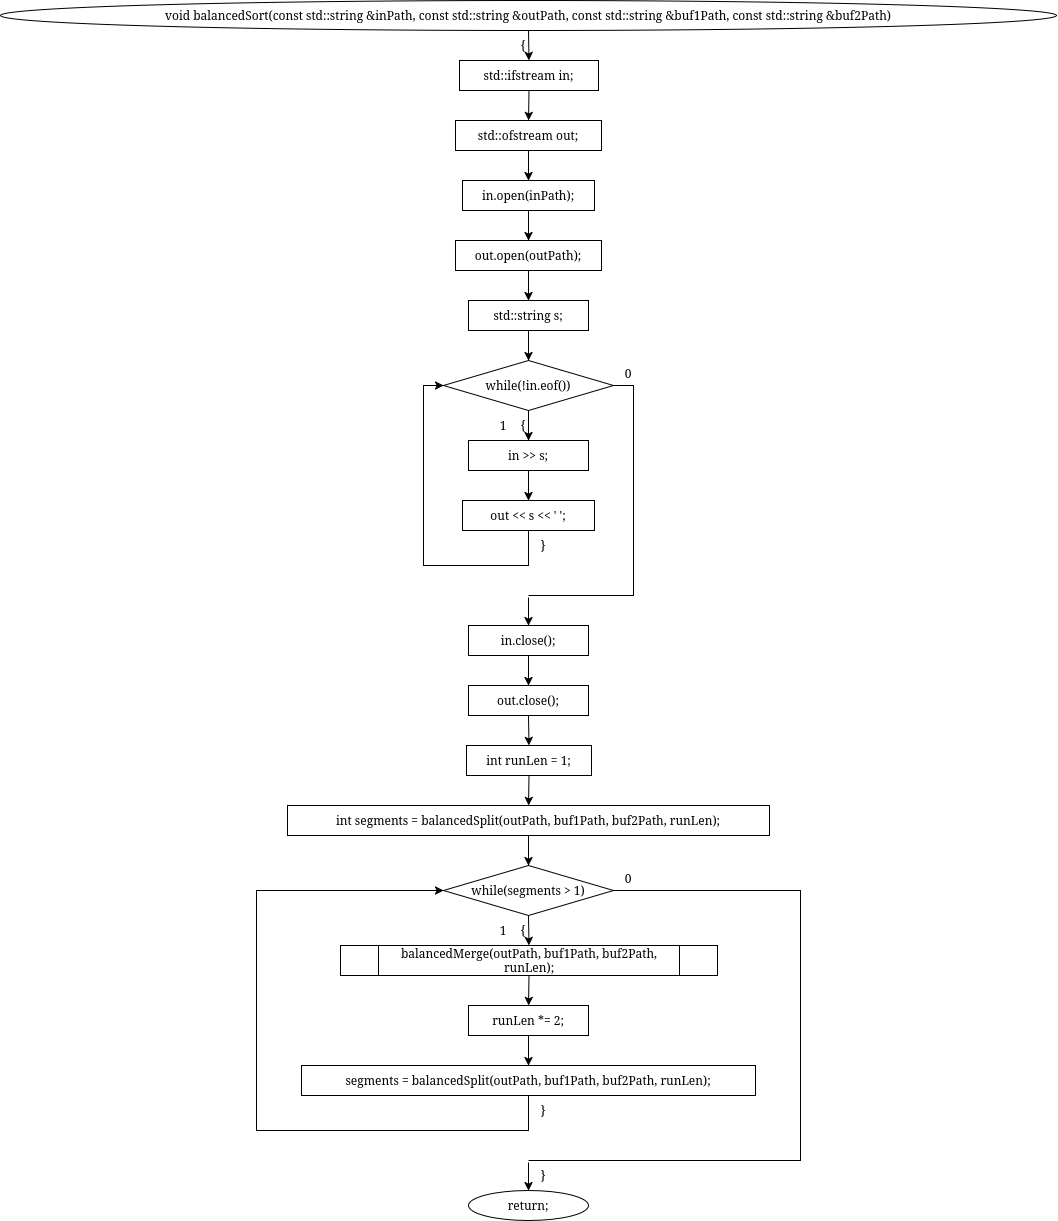 void balancedSort(const std::string &inPath, const std::string &outPath, const std::string &buf1Path, const std::string &buf2Path)
{
std::ifstream in;
std::ofstream out;
in.open(inPath);
out.open(outPath);
std::string s;
0
while(!in.eof())
1 {
in >> s;
out << s << ' ';
}
in.close();
out.close();
int runLen = 1;
int segments = balancedSplit(outPath, buf1Path, buf2Path, runLen);
0
while(segments > 1)
1 {
balancedMerge(outPath, buf1Path, buf2Path,
runLen);
runLen *= 2;
segments = balancedSplit(outPath, buf1Path, buf2Path, runLen);
}
}
return;